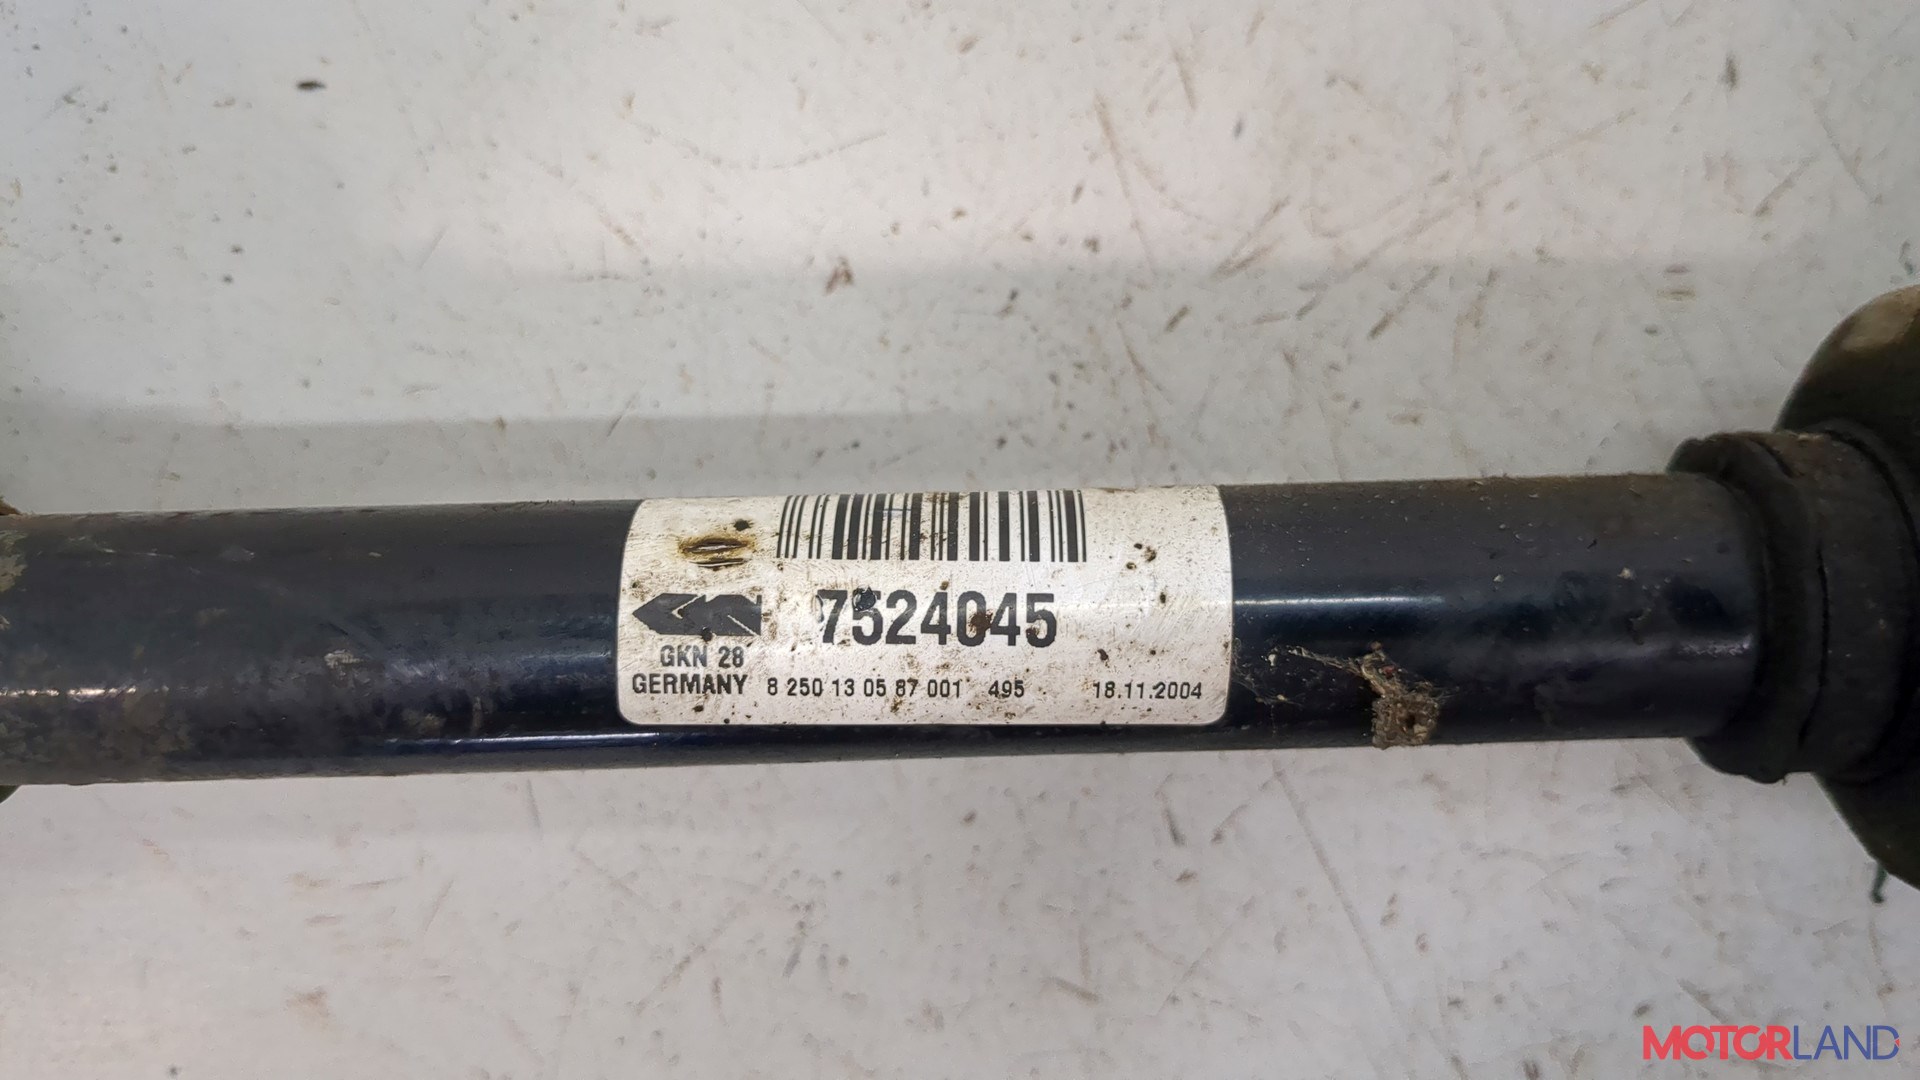 7524045
GKN 28
GERMANY 8 250 13 05 87 001 495 18.11.2004
MOTORLAND